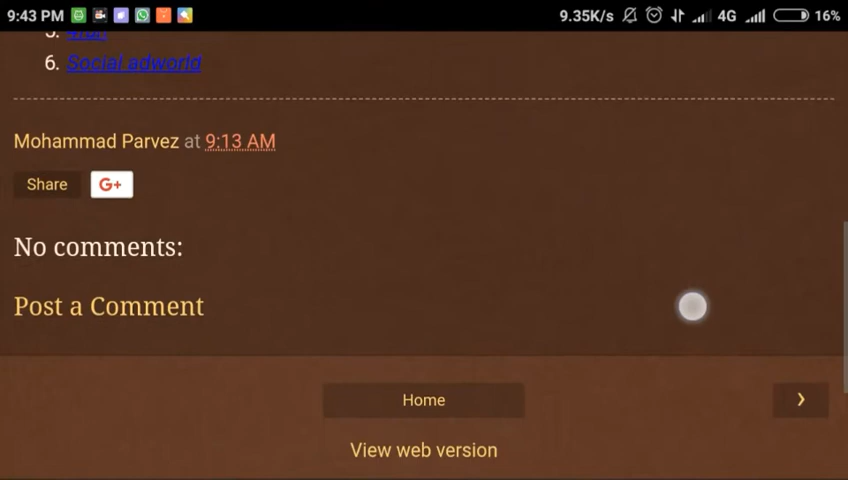 9:43 PM 9.35K/s 4G 16%
6. Social adworld
Mohammad Parvez at 9:13 AM
Share G+
No comments:
Post a Comment
Home ›
View web version